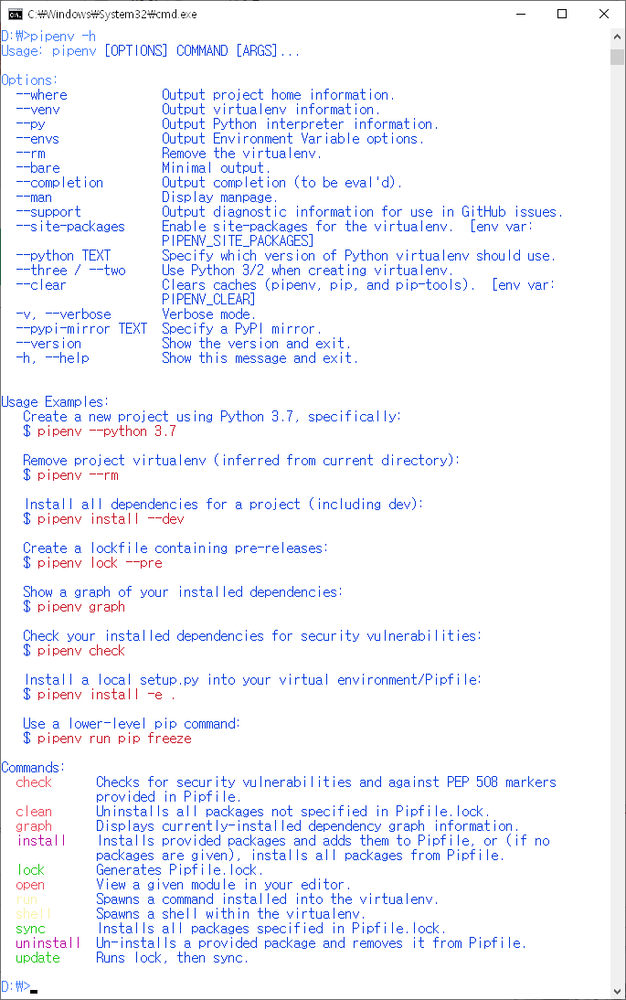 C:₩Windows₩System32₩cmd.exe
D:₩>pipenv -h
Usage: pipenv [OPTIONS] COMMAND [ARGS]...
Options:
--where Output project home information.
--venv Output virtualenv information.
--py Output Python interpreter information.
--envs Output Environment Variable options.
--rm Remove the virtualenv.
--bare Minimal output.
--completion Output completion (to be eval'd).
--man Display manpage.
--support Output diagnostic information for use in GitHub issues.
--site-packages Enable site-packages for the virtualenv. [env var:
PIPENV_SITE_PACKAGES]
--python TEXT Specify which version of Python virtualenv should use.
--three / --two Use Python 3/2 when creating virtualenv.
--clear Clears caches (pipenv, pip, and pip-tools). [env var:
PIPENV_CLEAR]
-v, --verbose Verbose mode.
--pypi-mirror TEXT Specify a PyPI mirror.
--version Show the version and exit.
-h, --help Show this message and exit.
Usage Examples:
Create a new project using Python 3.7, specifically:
$ pipenv --python 3.7
Remove project virtualenv (inferred from current directory):
$ pipenv --rm
Install all dependencies for a project (including dev):
$ pipenv install --dev
Create a lockfile containing pre-releases:
$ pipenv lock --pre
Show a graph of your installed dependencies:
$ pipenv graph
Check your installed dependencies for security vulnerabilities:
$ pipenv check
Install a local setup.py into your virtual environment/Pipfile:
$ pipenv install -e .
Use a lower-level pip command:
$ pipenv run pip freeze
Commands:
check Checks for security vulnerabilities and against PEP 508 markers
provided in Pipfile.
clean Uninstalls all packages not specified in Pipfile.lock.
graph Displays currently-installed dependency graph information.
install Installs provided packages and adds them to Pipfile, or (if no
packages are given), installs all packages from Pipfile.
lock Generates Pipfile.lock.
open View a given module in your editor.
run Spawns a command installed into the virtualenv.
shell Spawns a shell within the virtualenv.
sync Installs all packages specified in Pipfile.lock.
uninstall Un-installs a provided package and removes it from Pipfile.
update Runs lock, then sync.
D:₩>